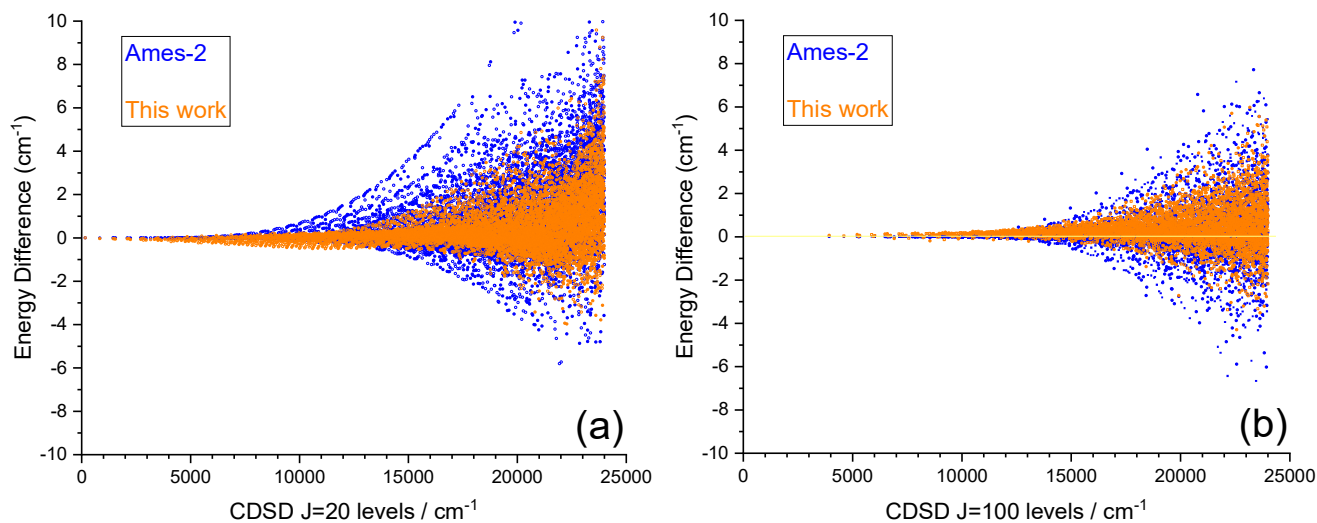 10
8
6
4
2
0
-2
-4
-6
-8
-10
Energy Difference (cm⁻¹)
Ames-2
This work
(a)
0 5000 10000 15000 20000 25000
CDSD J=20 levels / cm⁻¹
10
8
6
4
2
0
-2
-4
-6
-8
-10
Energy Difference (cm⁻¹)
Ames-2
This work
(b)
0 5000 10000 15000 20000 25000
CDSD J=100 levels / cm⁻¹